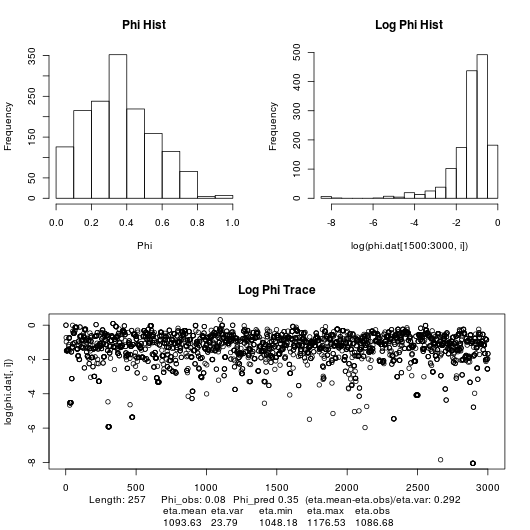 Phi Hist
Log Phi Hist
Frequency
0 50 150 250 350
0.0 0.2 0.4 0.6 0.8 1.0
Phi
Frequency
0 100 200 300 400 500
-8 -6 -4 -2 0
log(phi.dat[1500:3000, i])
Log Phi Trace
log(phi.dat[, i])
0 -2 -4 -6 -8
0 500 1000 1500 2000 2500 3000
Length: 257 Phi_obs: 0.08 Phi_pred 0.35 (eta.mean-eta.obs)/eta.var: 0.292
eta.mean eta.var eta.min eta.max eta.obs
1093.63 23.79 1048.18 1176.53 1086.68